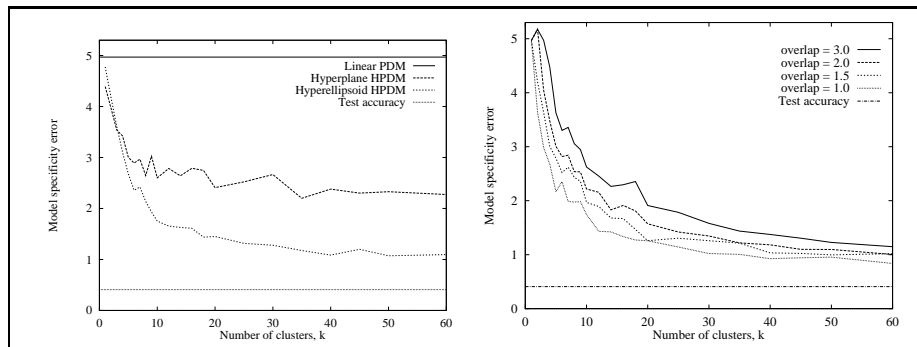 5
4
3
2
1
0
0 10 20 30 40 50 60
Model specificity error
Number of clusters, k
Linear PDM
Hyperplane HPDM
Hyperellipsoid HPDM
Test accuracy
5
4
3
2
1
0
0 10 20 30 40 50 60
Model specificity error
Number of clusters, k
overlap = 3.0
overlap = 2.0
overlap = 1.5
overlap = 1.0
Test accuracy